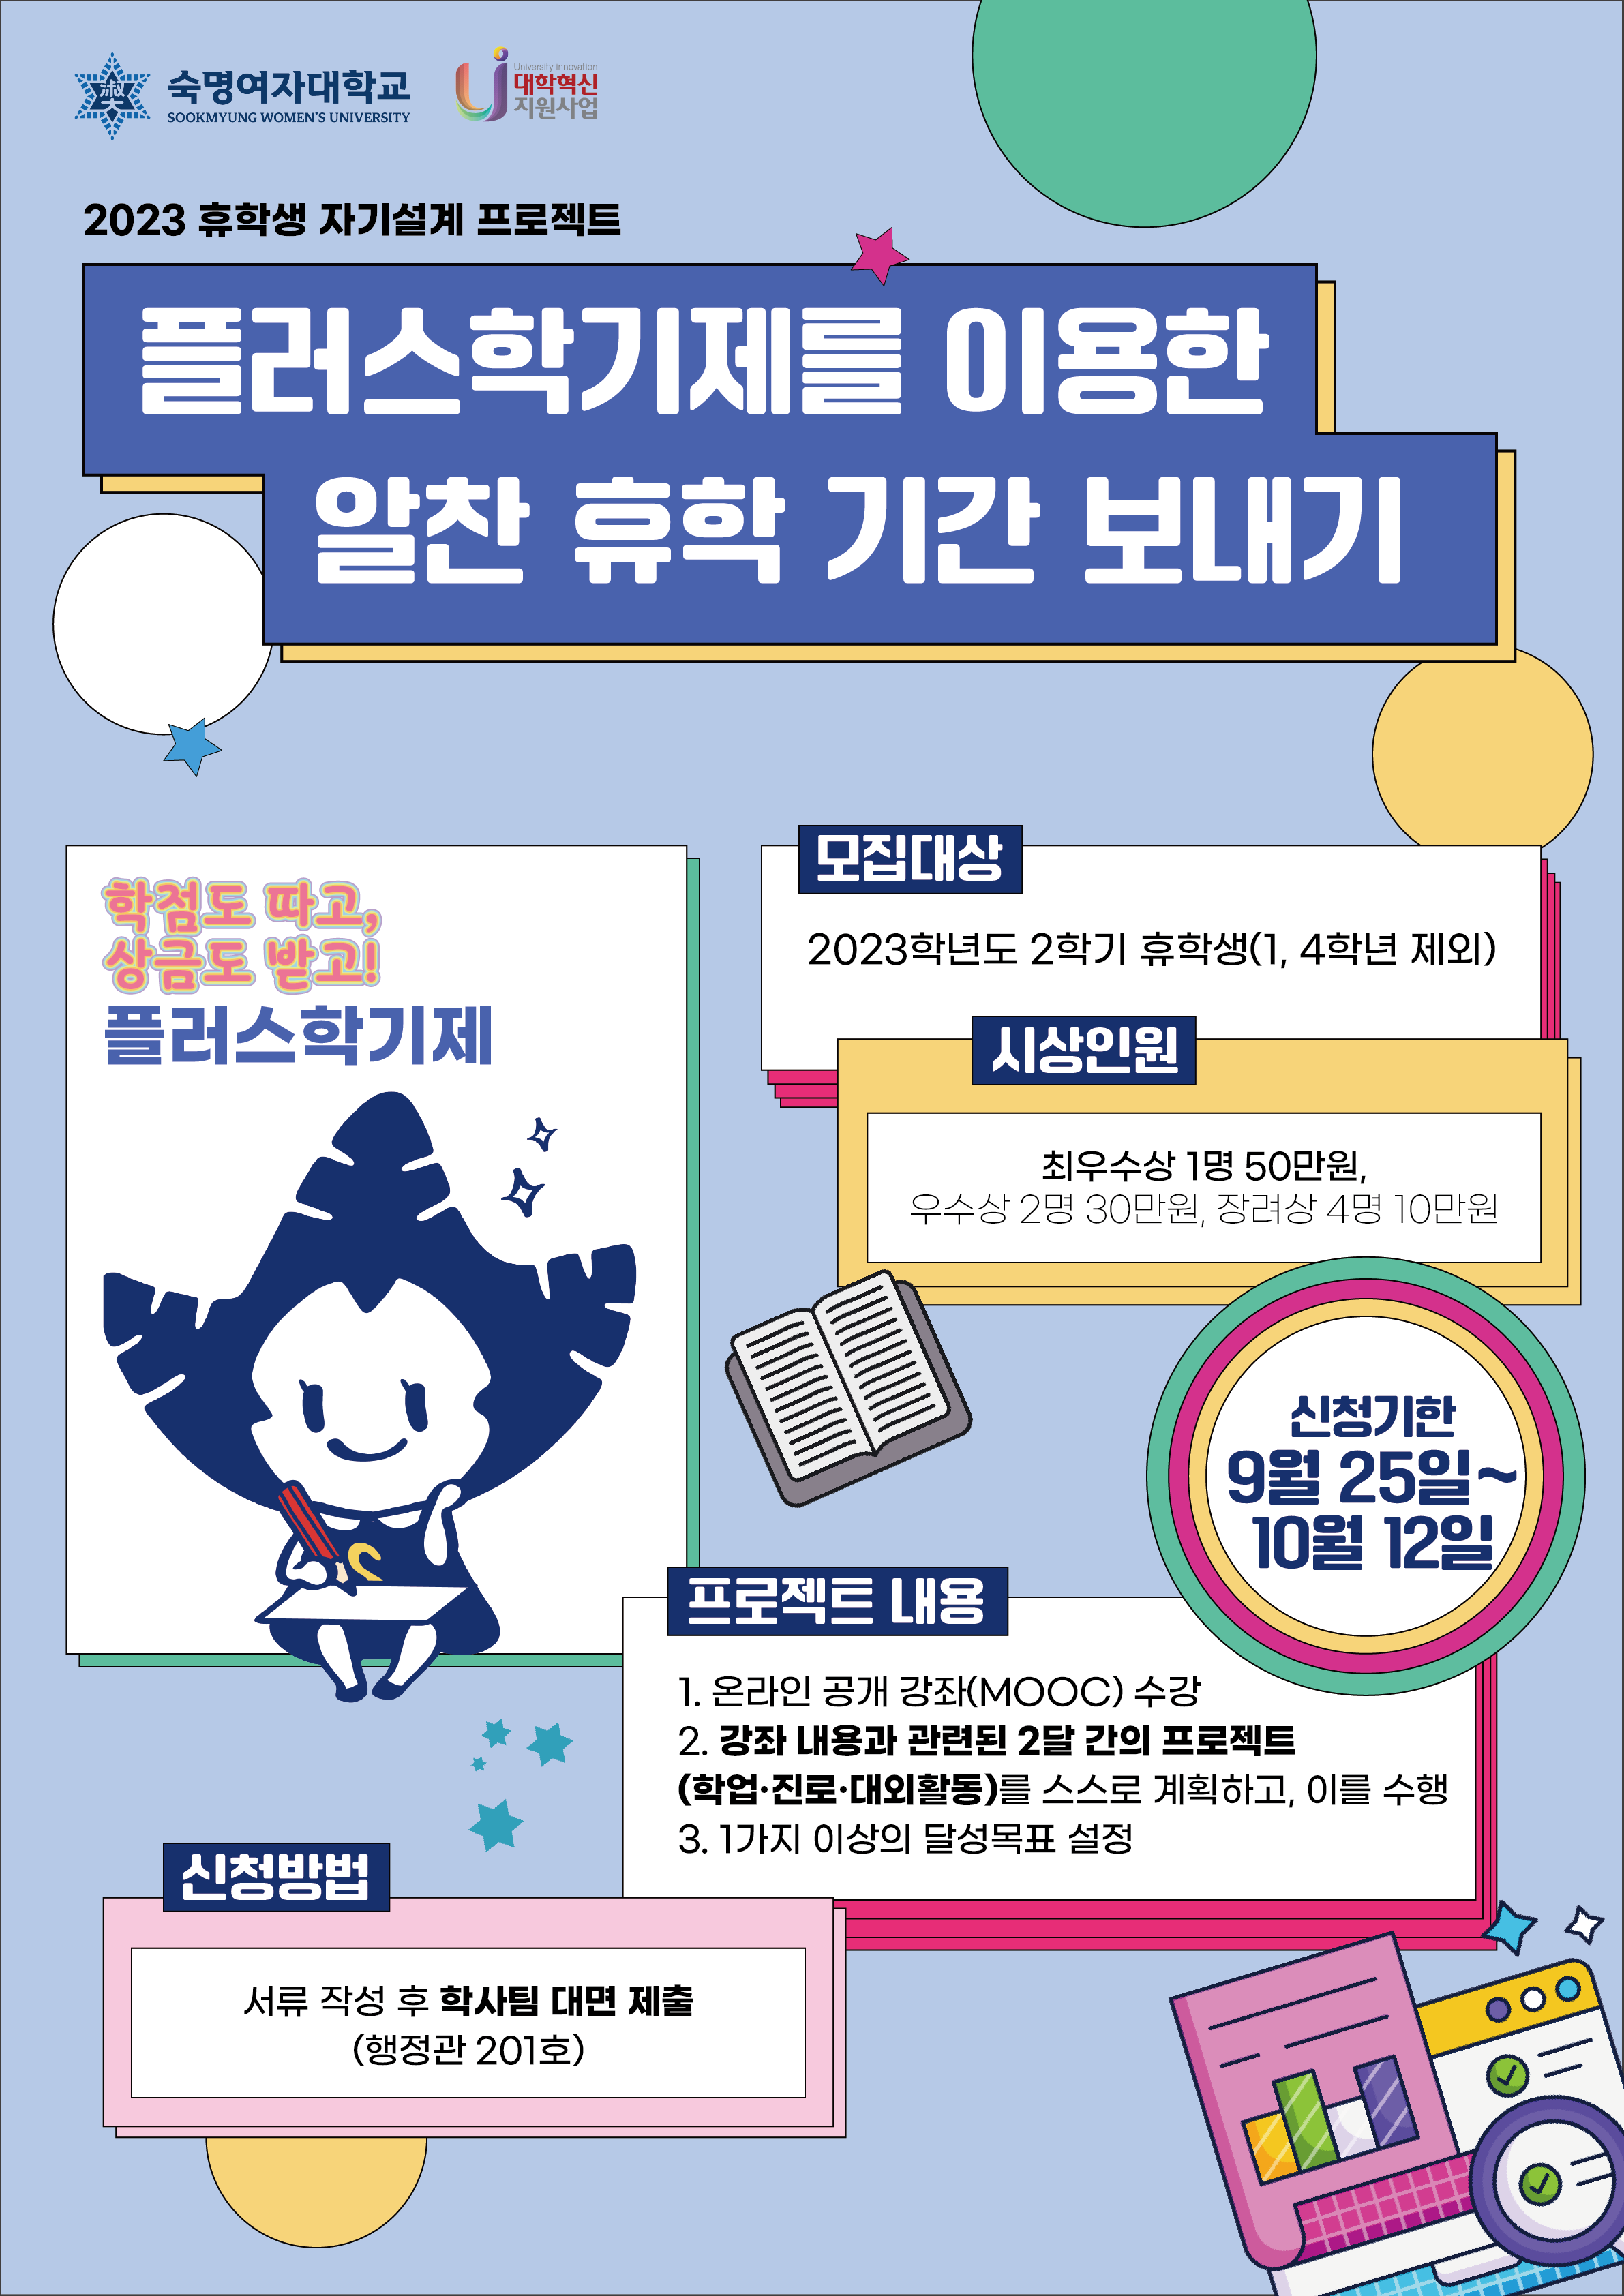 숙명여자대학교
SOOKMYUNG WOMEN'S UNIVERSITY
University innovation
대학혁신
지원사업
2023 휴학생 자기설계 프로젝트
플러스학기제를 이용한
알찬 휴학 기간 보내기
학점도 따고,
상금도 받고!
플러스학기제
모집대상
2023학년도 2학기 휴학생(1, 4학년 제외)
시상인원
최우수상 1명 50만원,
우수상 2명 30만원, 장려상 4명 10만원
신청기한
9월 25일~
10월 12일
프로젝트 내용
1. 온라인 공개 강좌(MOOC) 수강
2. 강좌 내용과 관련된 2달 간의 프로젝트
(학업·진로·대외활동)를 스스로 계획하고, 이를 수행
3. 1가지 이상의 달성목표 설정
신청방법
서류 작성 후 학사팀 대면 제출
(행정관 201호)